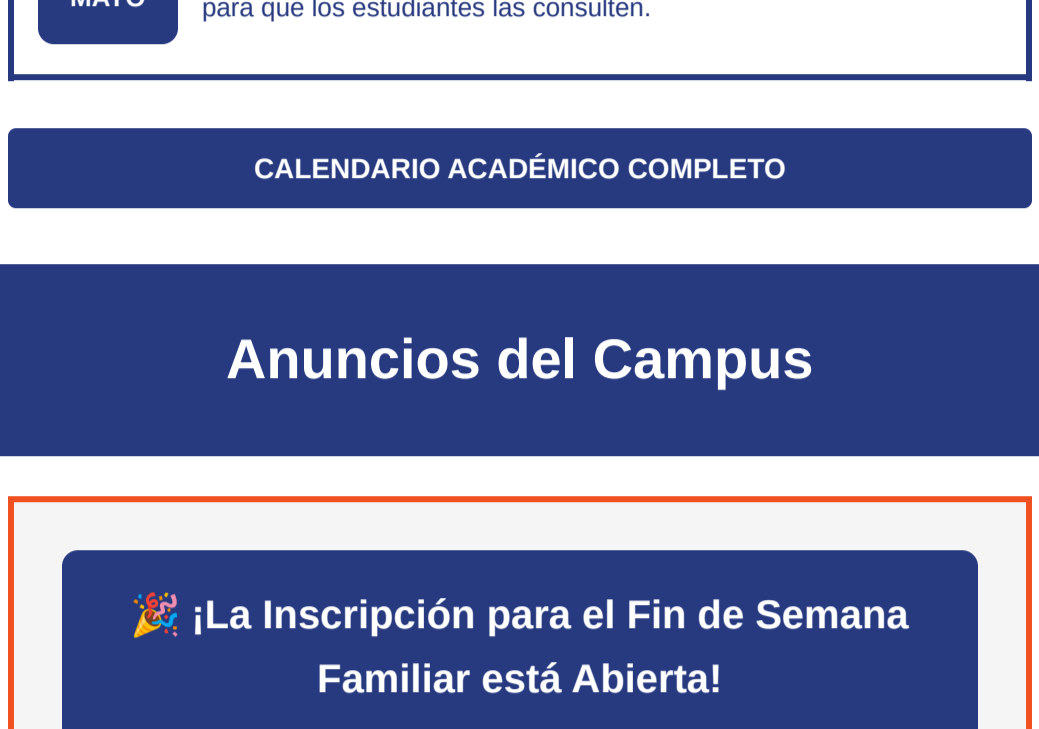 MAYO
para que los estudiantes las consulten.
CALENDARIO ACADÉMICO COMPLETO
Anuncios del Campus
🎉 ¡La Inscripción para el Fin de Semana
Familiar está Abierta!